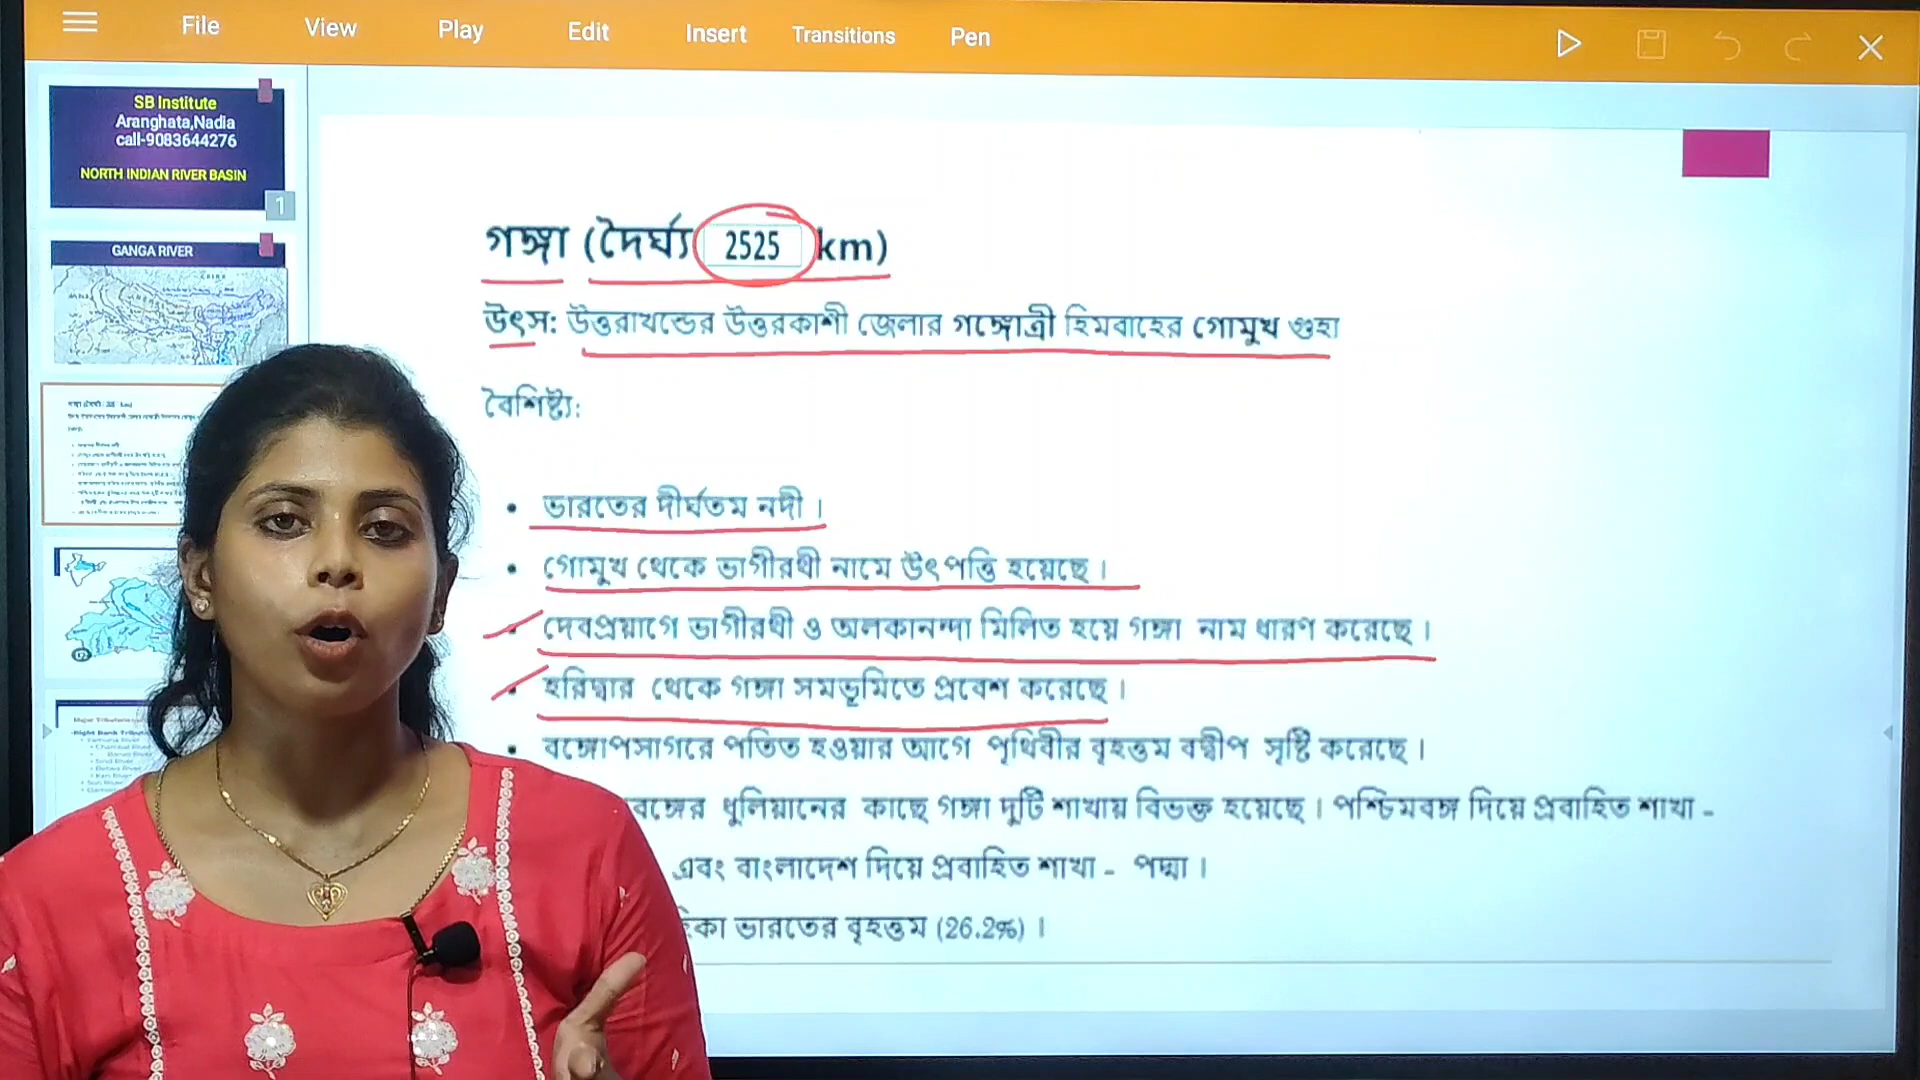 File View Play Edit Insert Transitions Pen
SB Institute
Aranghata,Nadia
call-9083644276
NORTH INDIAN RIVER BASIN
1
GANGA RIVER
গঙ্গা (দৈর্ঘ্য 2525 km)
উৎস: উত্তরাখন্ডের উত্তরকাশী জেলার গঙ্গোত্রী হিমবাহের গোমুখ গুহা
বৈশিষ্ট্য:
• ভারতের দীর্ঘতম নদী ।
• গোমুখ থেকে ভাগীরথী নামে উৎপত্তি হয়েছে ।
• দেবপ্রয়াগে ভাগীরথী ও অলকানন্দা মিলিত হয়ে গঙ্গা নাম ধারণ করেছে ।
• হরিদ্বার থেকে গঙ্গা সমভূমিতে প্রবেশ করেছে ।
• বঙ্গোপসাগরে পতিত হওয়ার আগে পৃথিবীর বৃহত্তম বদ্বীপ সৃষ্টি করেছে ।
ধুলিয়ানের কাছে গঙ্গা দুটি শাখায় বিভক্ত হয়েছে । পশ্চিমবঙ্গ দিয়ে প্রবাহিত শাখা -
এবং বাংলাদেশ দিয়ে প্রবাহিত শাখা - পদ্মা ।
ভারতের বৃহত্তম (26.2%) ।